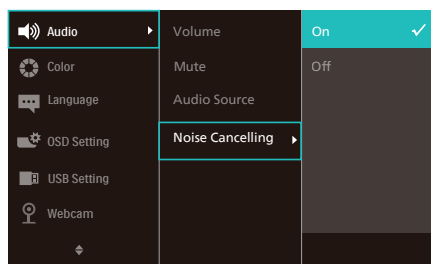 Audio
Color
Language
OSD Setting
USB Setting
Webcam
Volume
Mute
Audio Source
Noise Cancelling
On
Off